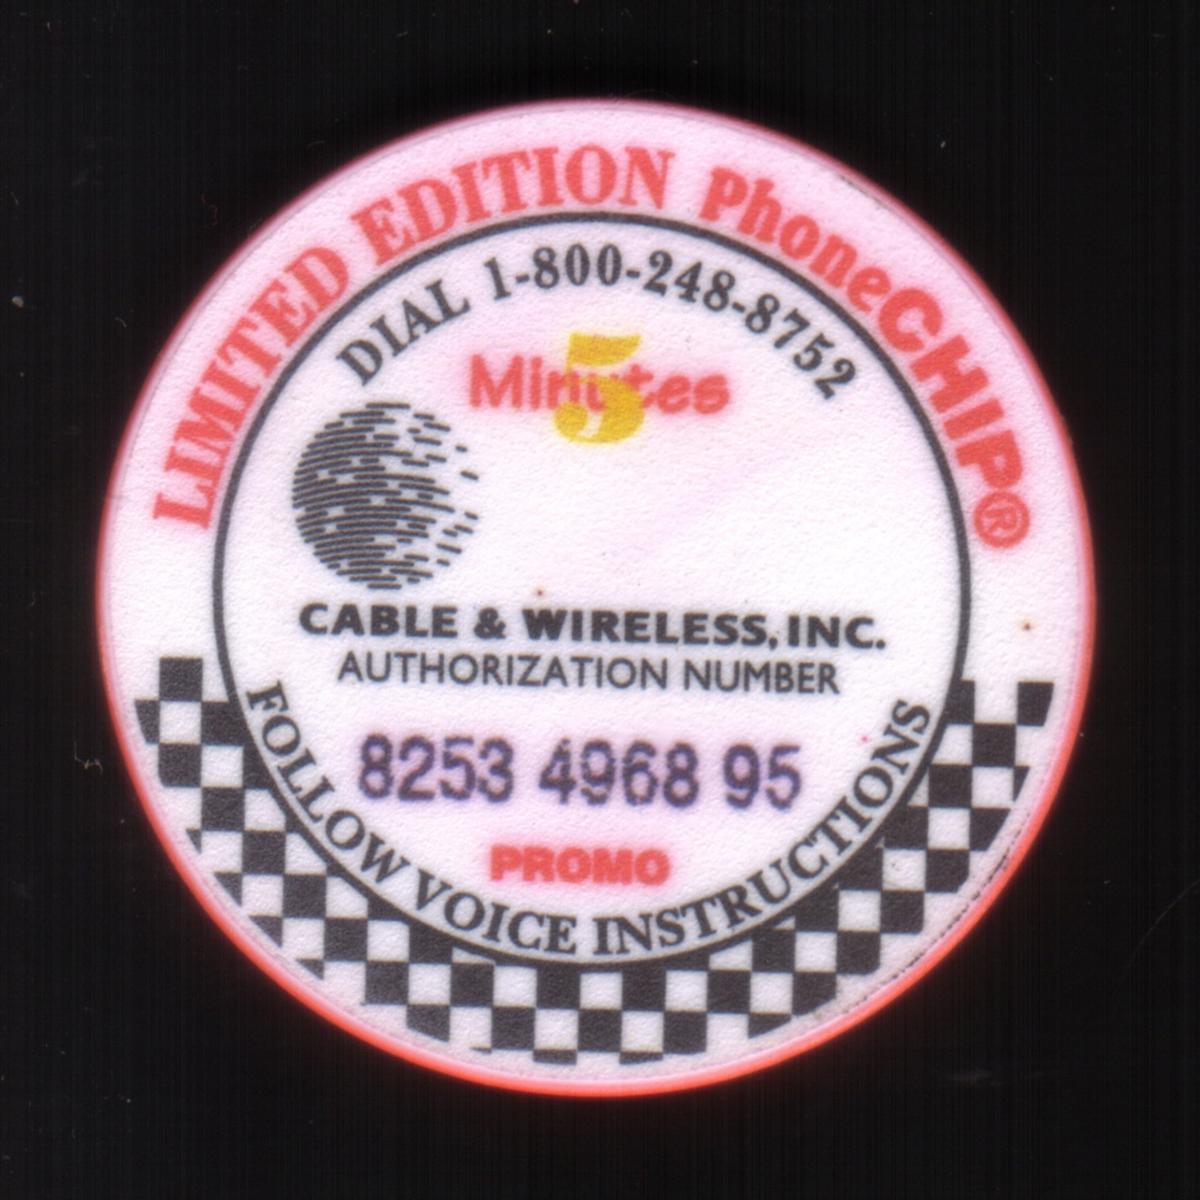 LIMITED EDITION PhoneCHIP®
DIAL 1-800-248-8752
5
Minutes
CABLE & WIRELESS, INC.
AUTHORIZATION NUMBER
8253 4968 95
PROMO
FOLLOW VOICE INSTRUCTIONS